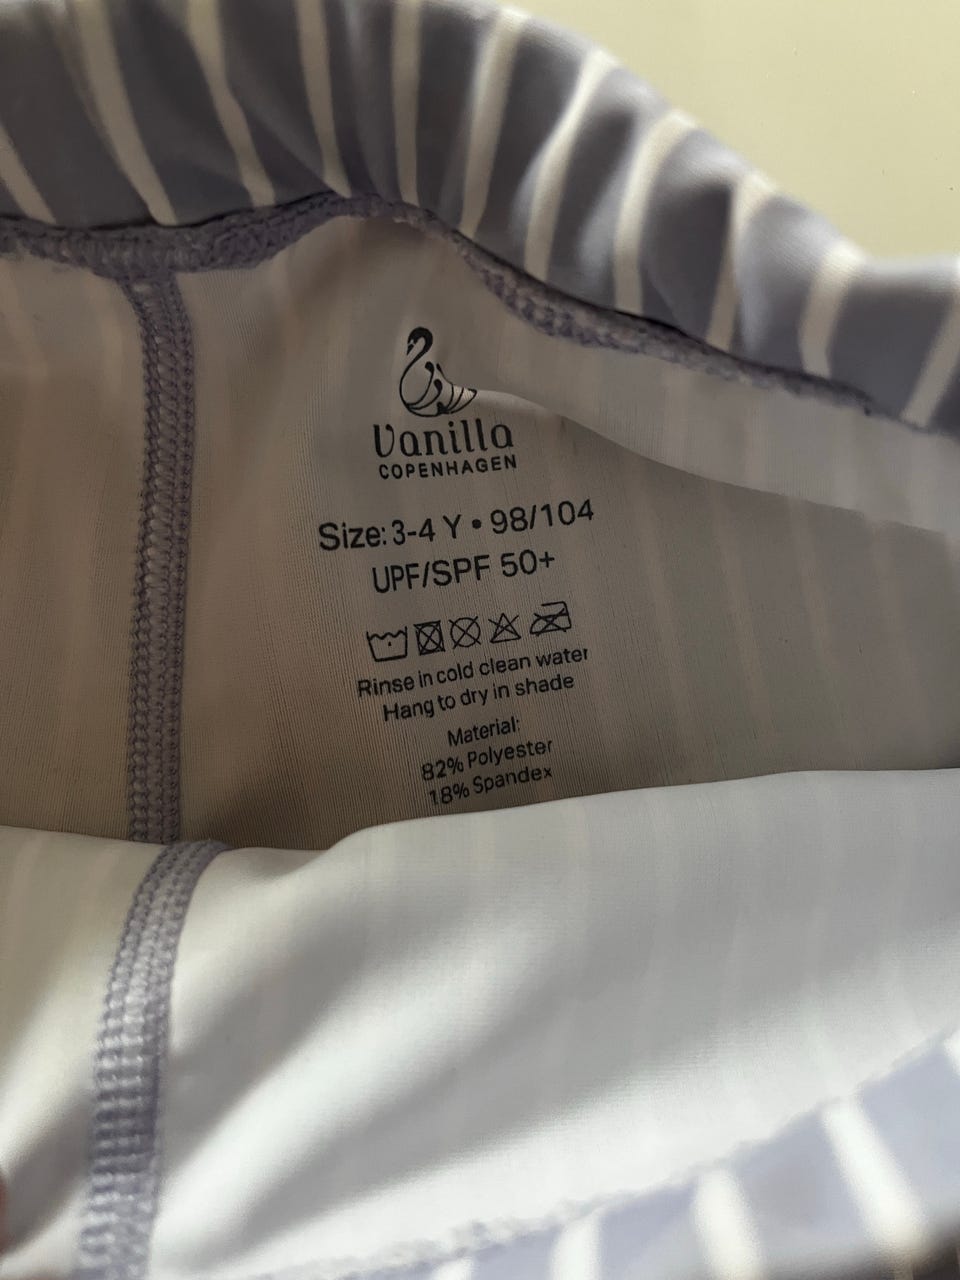 Vanilla
COPENHAGEN
Size: 3-4 Y • 98/104
UPF/SPF 50+
Rinse in cold clean water
Hang to dry in shade
Material:
82% Polyester
18% Spandex